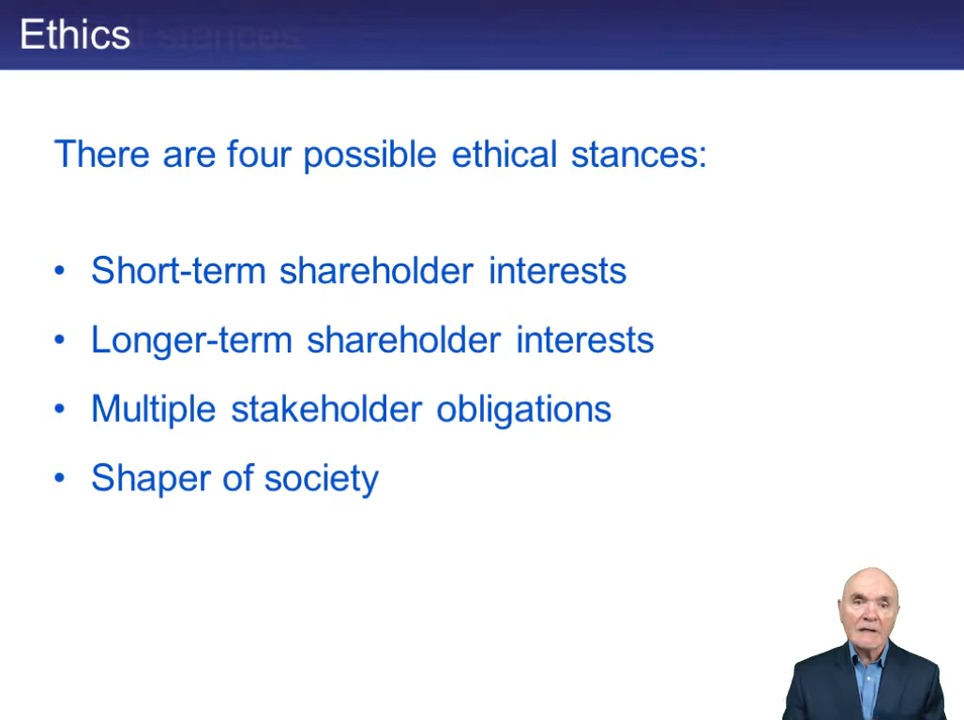 Ethics
There are four possible ethical stances:
• Short-term shareholder interests
• Longer-term shareholder interests
• Multiple stakeholder obligations
• Shaper of society